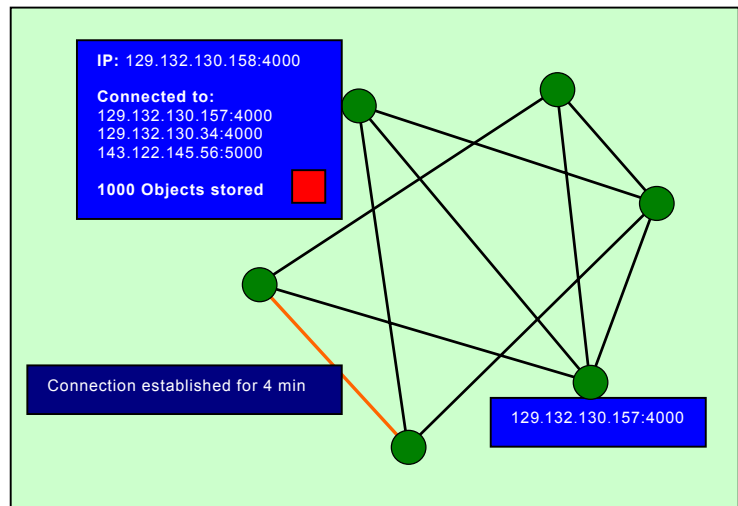 IP: 129.132.130.158:4000
Connected to:
129.132.130.157:4000
129.132.130.34:4000
143.122.145.56:5000
1000 Objects stored
Connection established for 4 min
129.132.130.157:4000